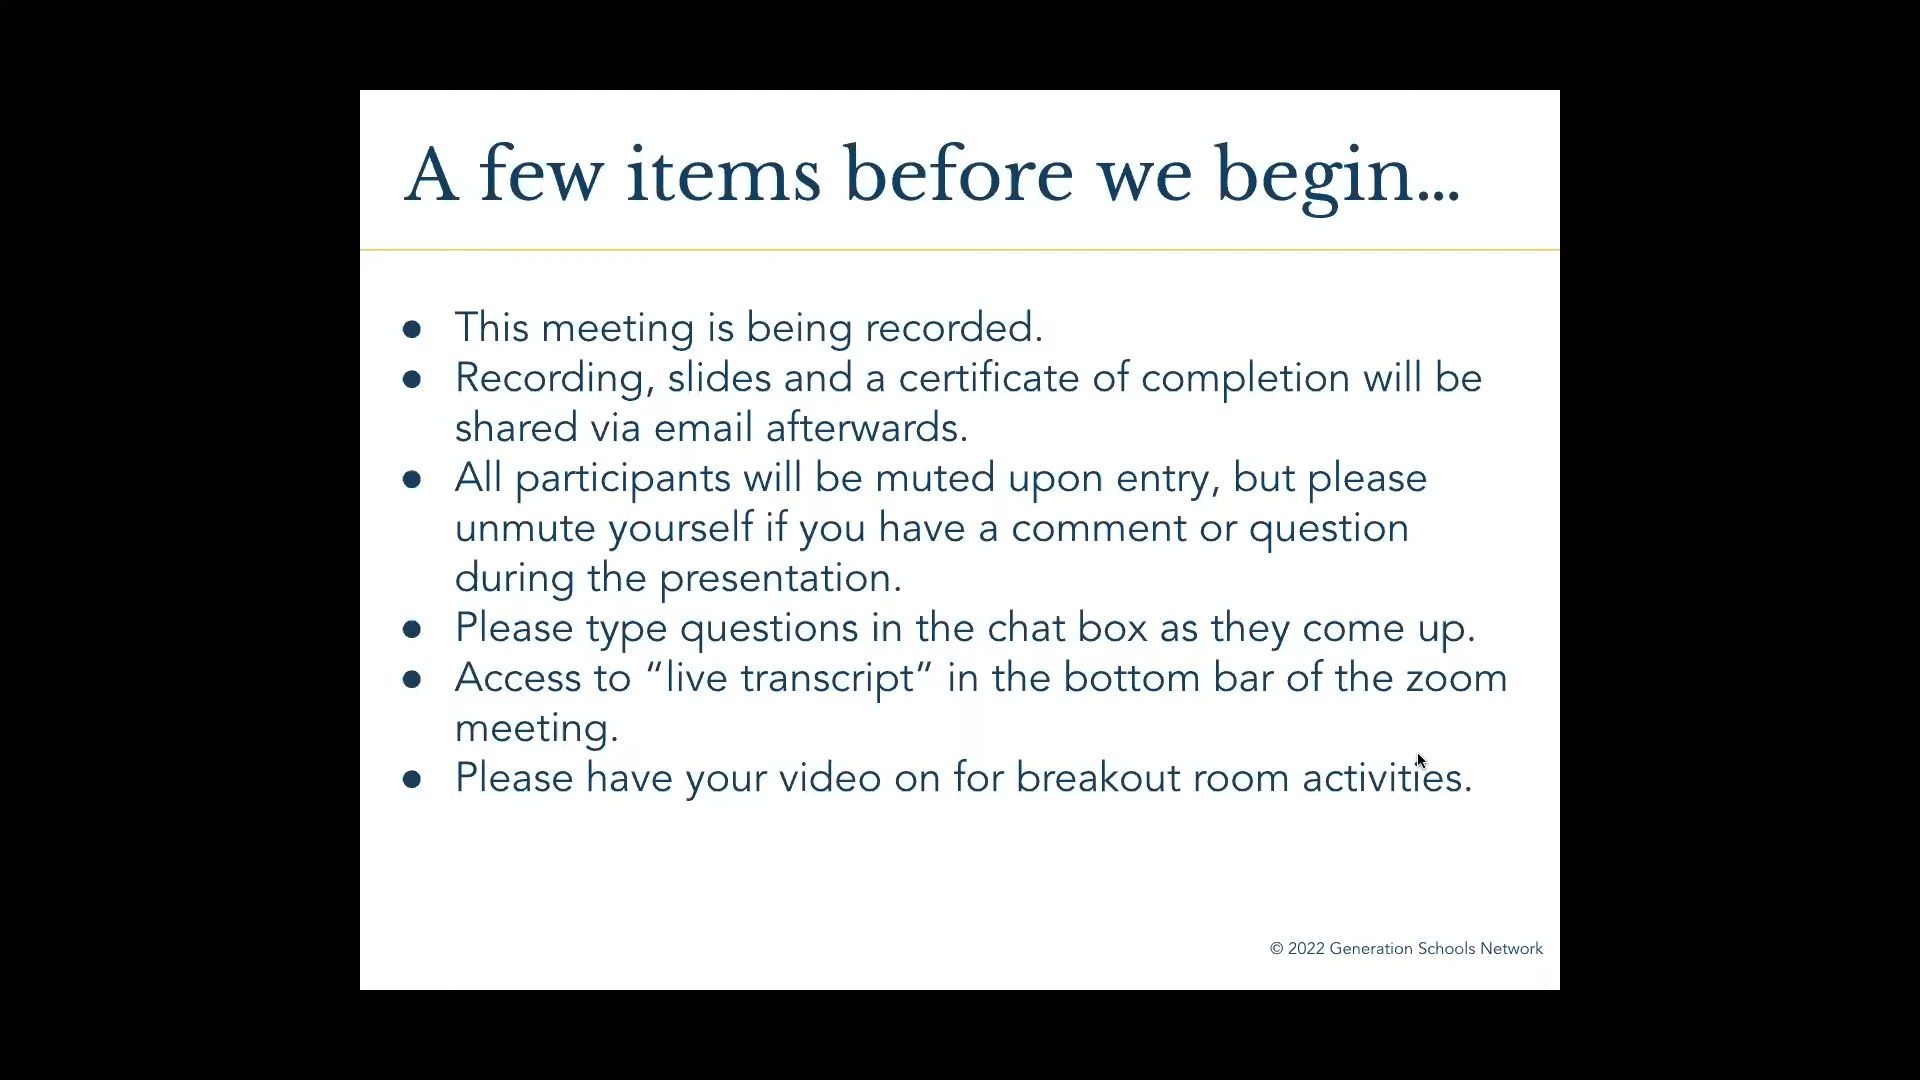 A few items before we begin...
● This meeting is being recorded.
● Recording, slides and a certificate of completion will be
shared via email afterwards.
● All participants will be muted upon entry, but please
unmute yourself if you have a comment or question
during the presentation.
● Please type questions in the chat box as they come up.
● Access to “live transcript” in the bottom bar of the zoom
meeting.
● Please have your video on for breakout room activities.
© 2022 Generation Schools Network